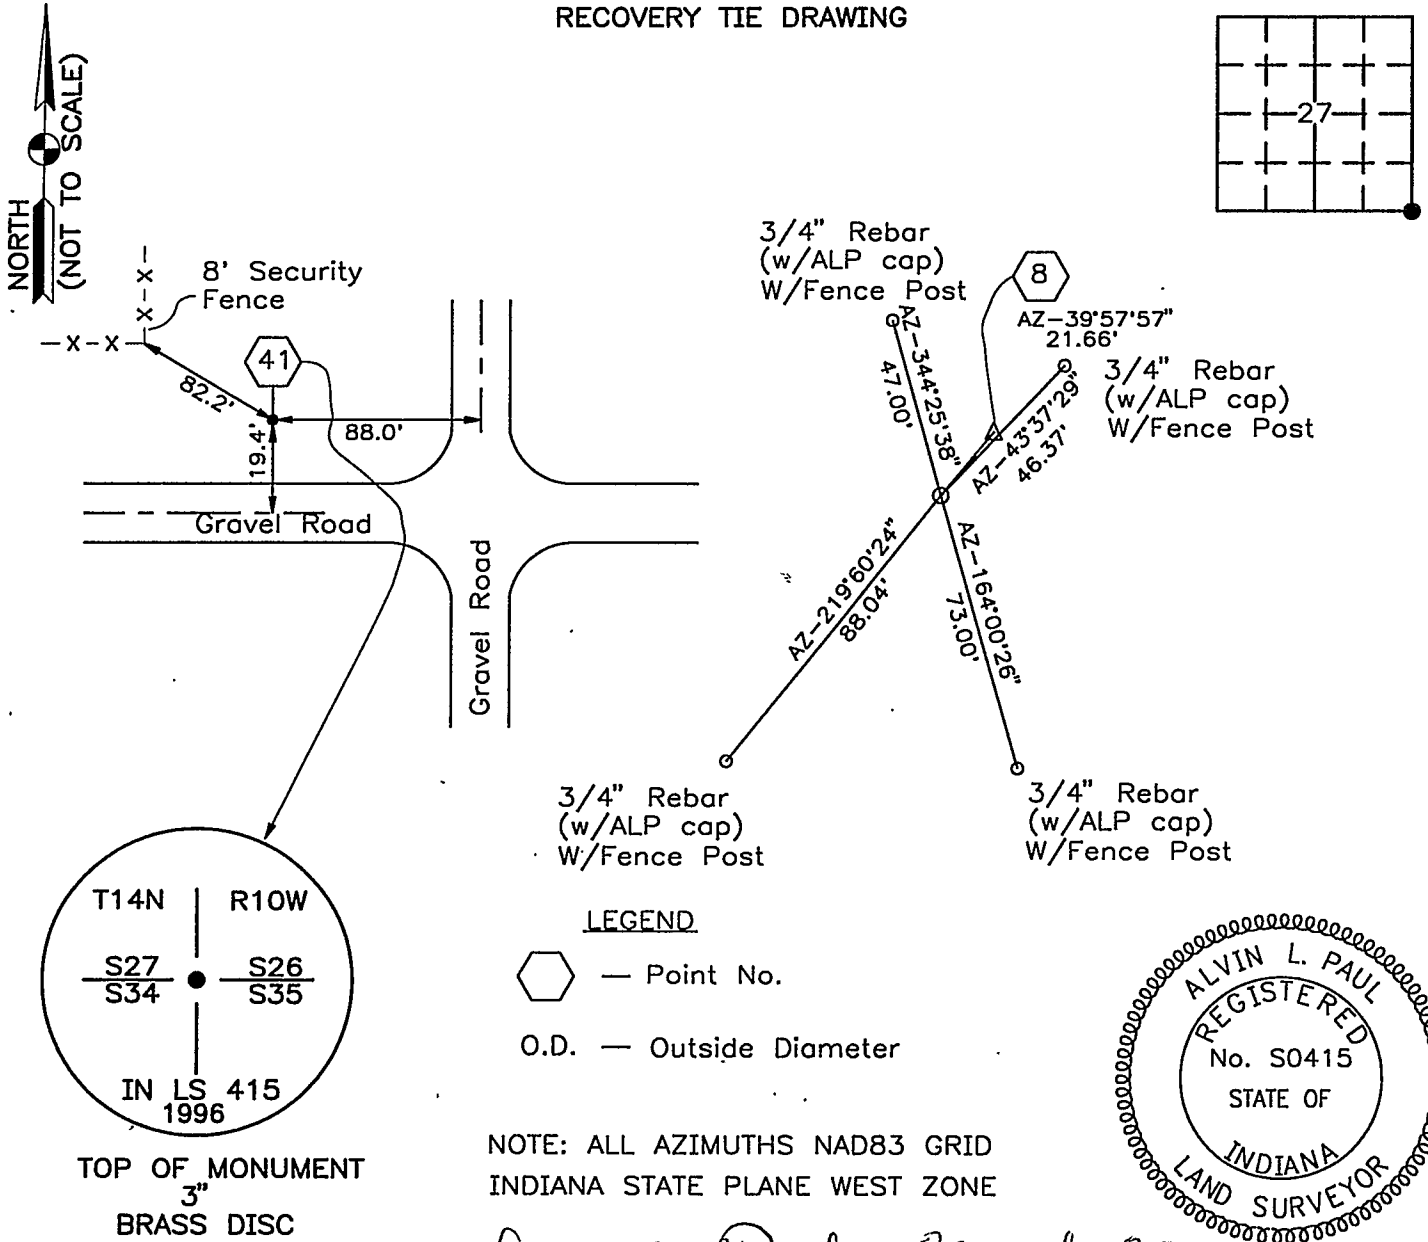 RECOVERY TIE DRAWING
NORTH
(NOT TO SCALE)
27
8' Security
Fence
—X-X—
X-X-
41
82.2'
88.0'
19.4'
Gravel Road
Gravel Road
3/4" Rebar
(w/ALP cap)
W/Fence Post
8
AZ-39°57'57"
21.66'
3/4" Rebar
(w/ALP cap)
W/Fence Post
AZ-344°25'38"
47.00'
AZ-43°37'29"
46.37'
AZ-219°60'24"
88.04'
AZ-164°00'26"
73.00'
3/4" Rebar
(w/ALP cap)
W/Fence Post
3/4" Rebar
(w/ALP cap)
W/Fence Post
T14N R10W
S27 S26
S34 S35
IN LS 415
1996
TOP OF MONUMENT
3"
BRASS DISC
LEGEND
— Point No.
O.D. — Outside Diameter
NOTE: ALL AZIMUTHS NAD83 GRID
INDIANA STATE PLANE WEST ZONE
ALVIN L. PAUL
REGISTERED
No. S0415
STATE OF
INDIANA
LAND SURVEYOR